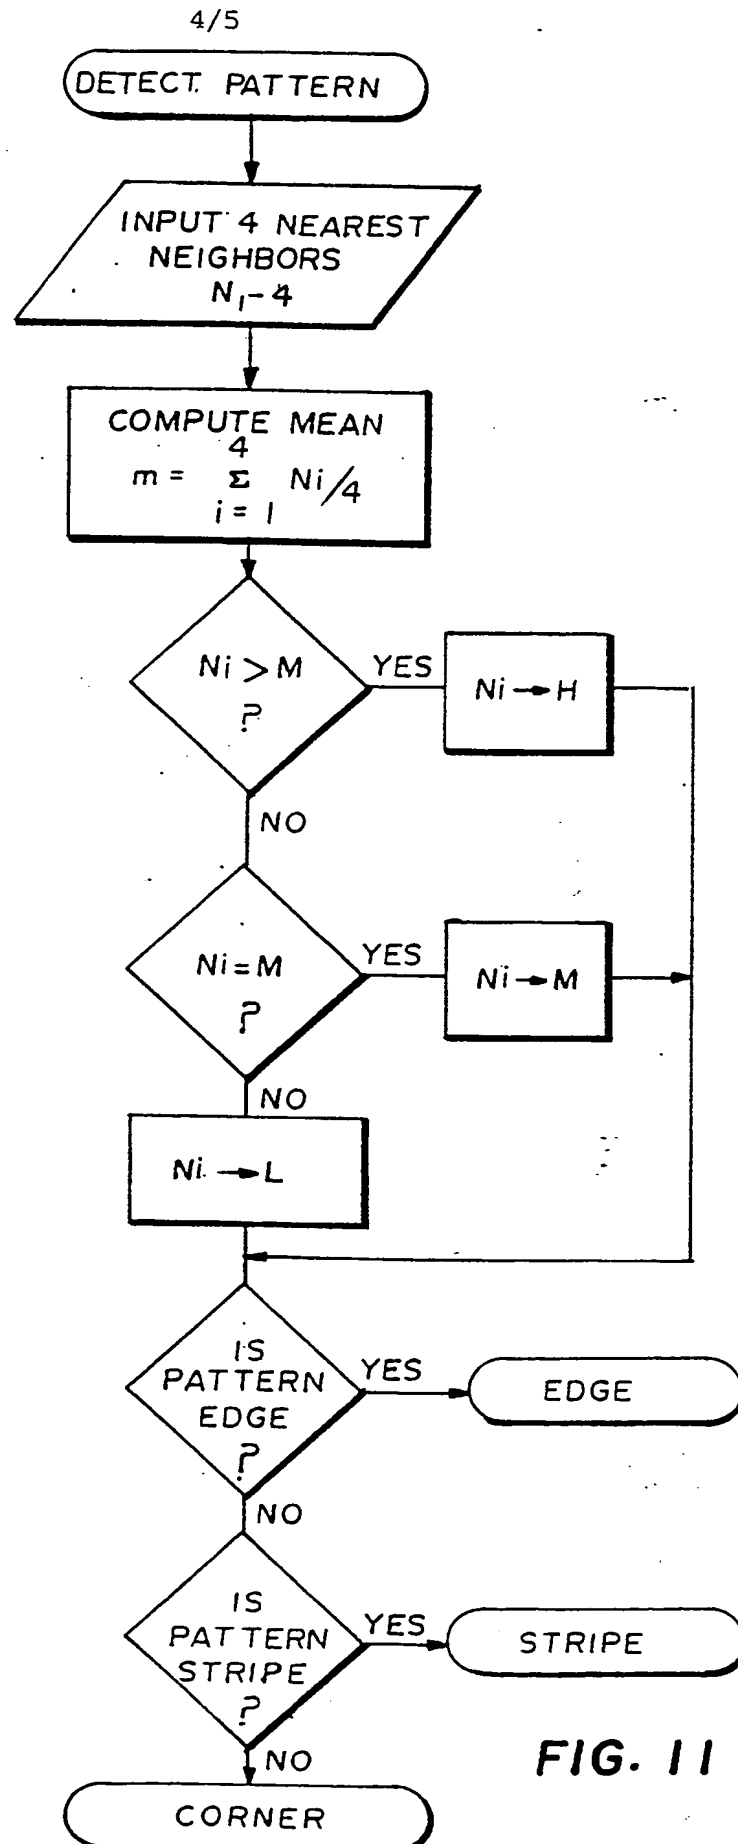 4/5
DETECT PATTERN
INPUT 4 NEAREST
NEIGHBORS
N1-4
COMPUTE MEAN
4
m = Σ Ni/4
i = 1
Ni > M
?
YES
Ni → H
NO
Ni = M
?
YES
Ni → M
NO
Ni → L
IS
PATTERN
EDGE
?
YES
EDGE
NO
IS
PATTERN
STRIPE
?
YES
STRIPE
NO
CORNER
FIG. 11